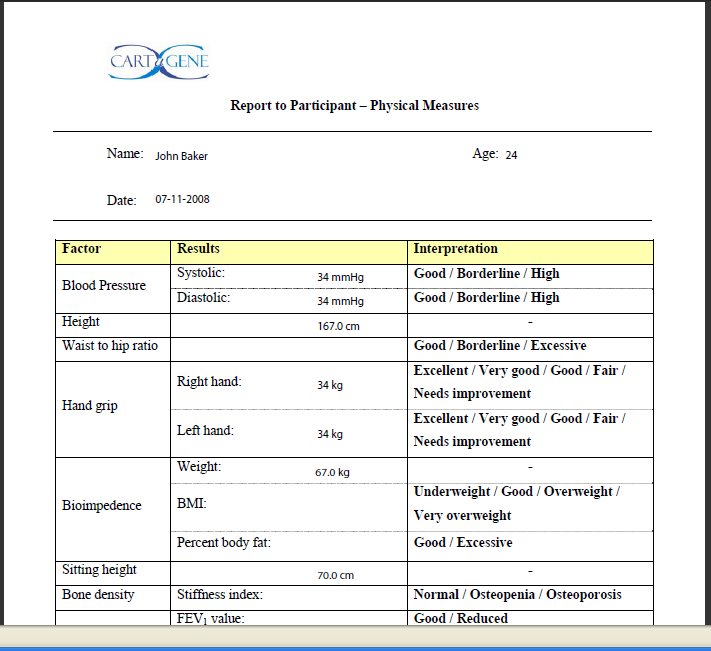 CARTaGENE
Report to Participant – Physical Measures
Name: John Baker Age: 24
Date: 07-11-2008
Factor Results Interpretation
Blood Pressure Systolic: 34 mmHg Good / Borderline / High
Diastolic: 34 mmHg Good / Borderline / High
Height 167.0 cm -
Waist to hip ratio Good / Borderline / Excessive
Hand grip Right hand: 34 kg Excellent / Very good / Good / Fair /
Needs improvement
Left hand: 34 kg Excellent / Very good / Good / Fair /
Needs improvement
Bioimpedence Weight: 67.0 kg -
BMI: Underweight / Good / Overweight /
Very overweight
Percent body fat: Good / Excessive
Sitting height 70.0 cm -
Bone density Stiffness index: Normal / Osteopenia / Osteoporosis
FEV₁ value: Good / Reduced